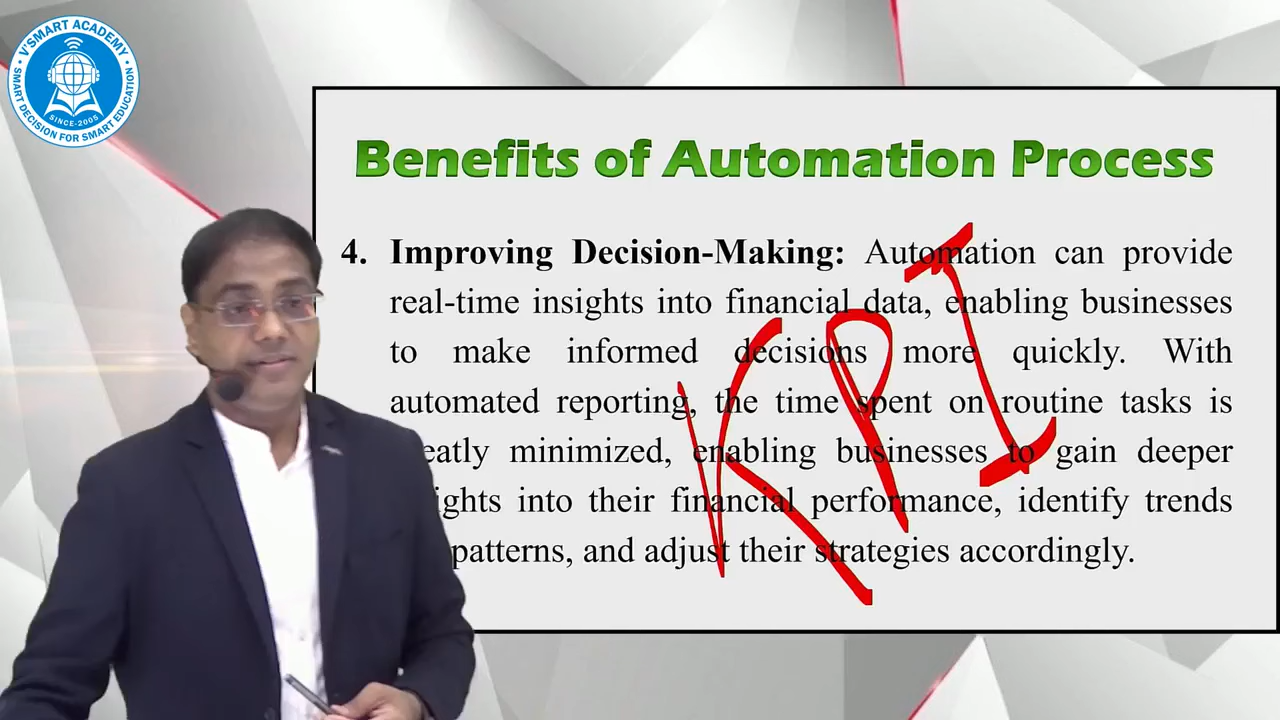 V'SMART ACADEMY
SMART DECISION FOR SMART EDUCATION
SINCE-2005
Benefits of Automation Process
4. Improving Decision-Making: Automation can provide
real-time insights into financial data, enabling businesses
to make informed decisions more quickly. With
automated reporting, the time spent on routine tasks is
eatly minimized, enabling businesses to gain deeper
ights into their financial performance, identify trends
patterns, and adjust their strategies accordingly.
KPI